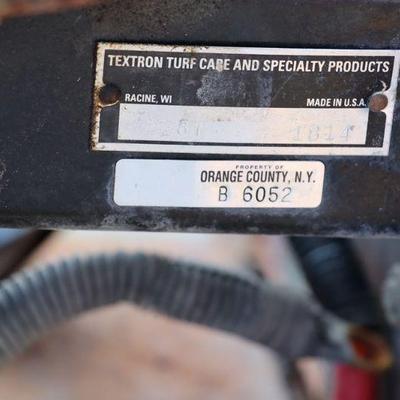 TEXTRON TURF CARE AND SPECIALTY PRODUCTS
RACINE, WI MADE IN U.S.A.
1814
PROPERTY OF
ORANGE COUNTY, N.Y.
B 6052